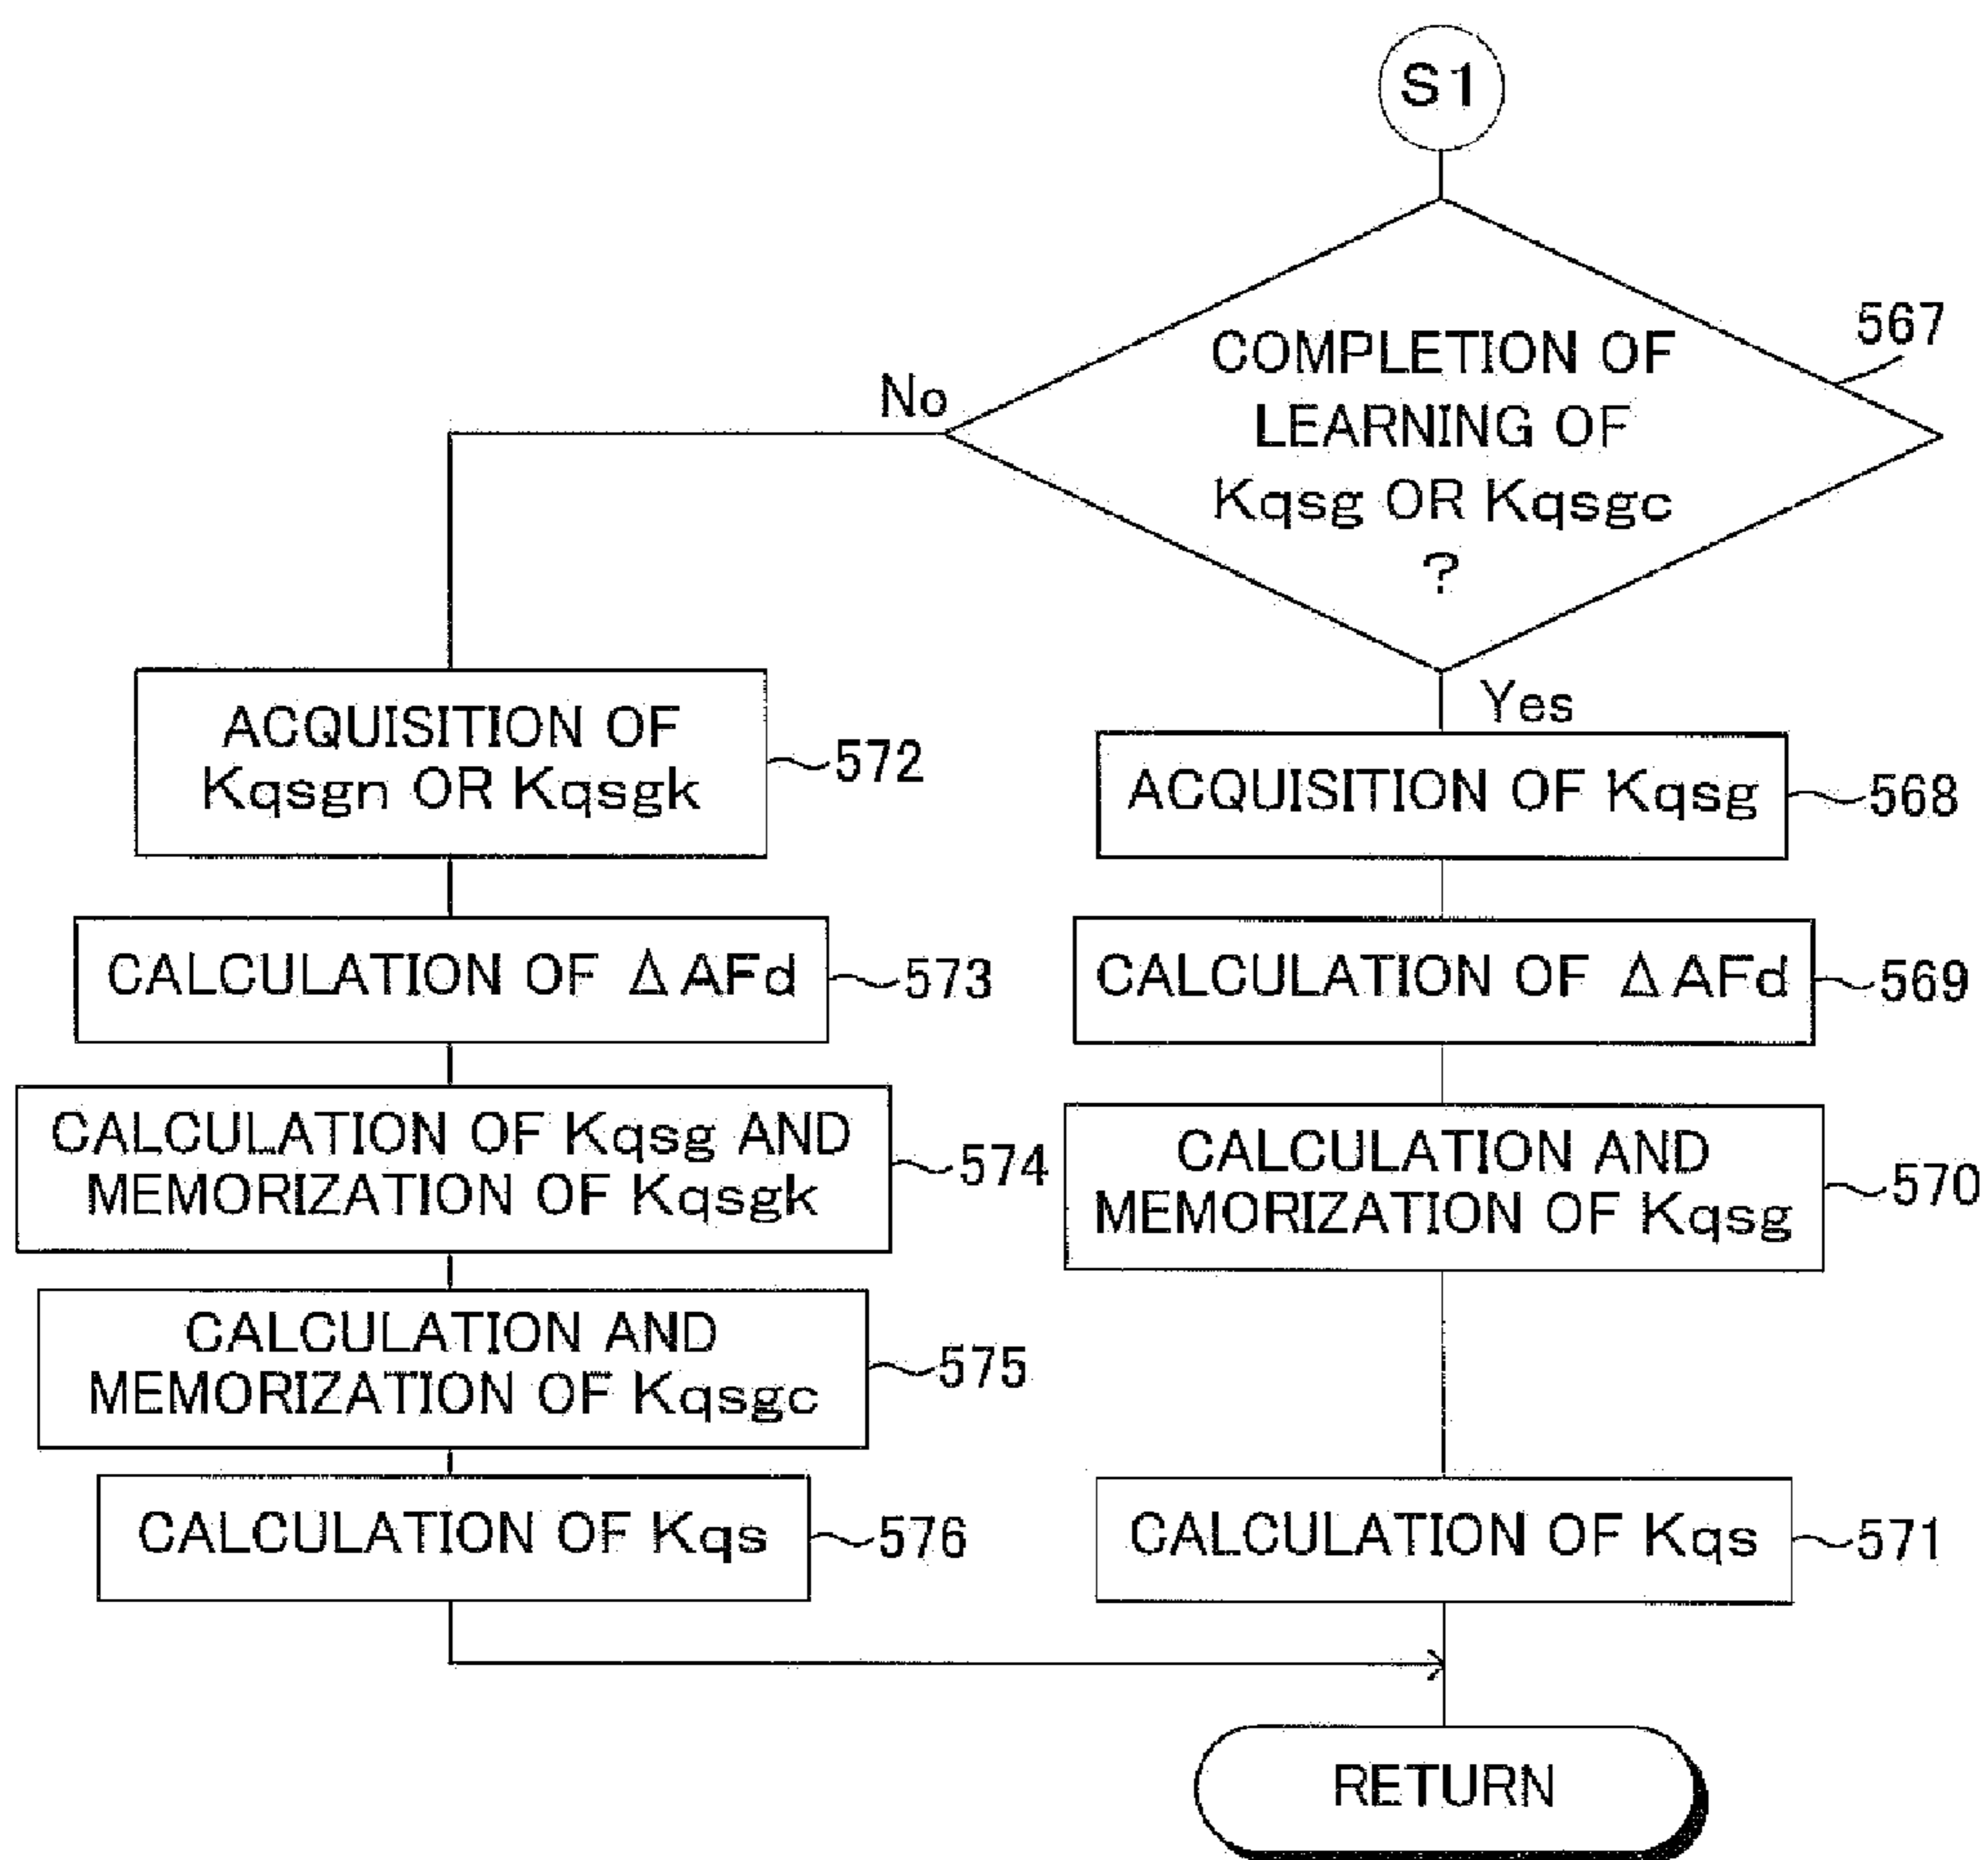 S1
567
COMPLETION OF
LEARNING OF
Kqsg OR Kqsgc
?
No
Yes
ACQUISITION OF
Kqsgn OR Kqsgk
572
ACQUISITION OF Kqsg
568
CALCULATION OF Δ AFd
573
CALCULATION OF Δ AFd
569
CALCULATION OF Kqsg AND
MEMORIZATION OF Kqsgk
574
CALCULATION AND
MEMORIZATION OF Kqsg
570
CALCULATION AND
MEMORIZATION OF Kqsgc
575
CALCULATION OF Kqs
576
CALCULATION OF Kqs
571
RETURN